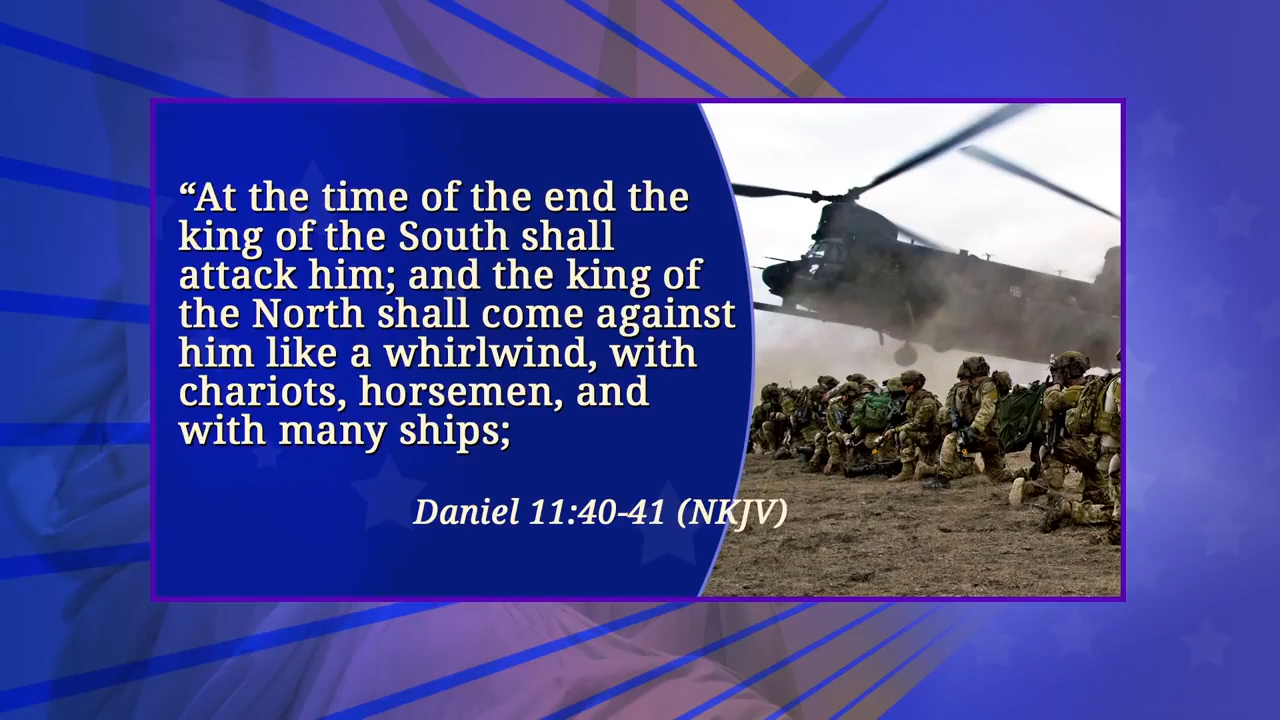 “At the time of the end the
king of the South shall
attack him; and the king of
the North shall come against
him like a whirlwind, with
chariots, horsemen, and
with many ships;
Daniel 11:40-41 (NKJV)